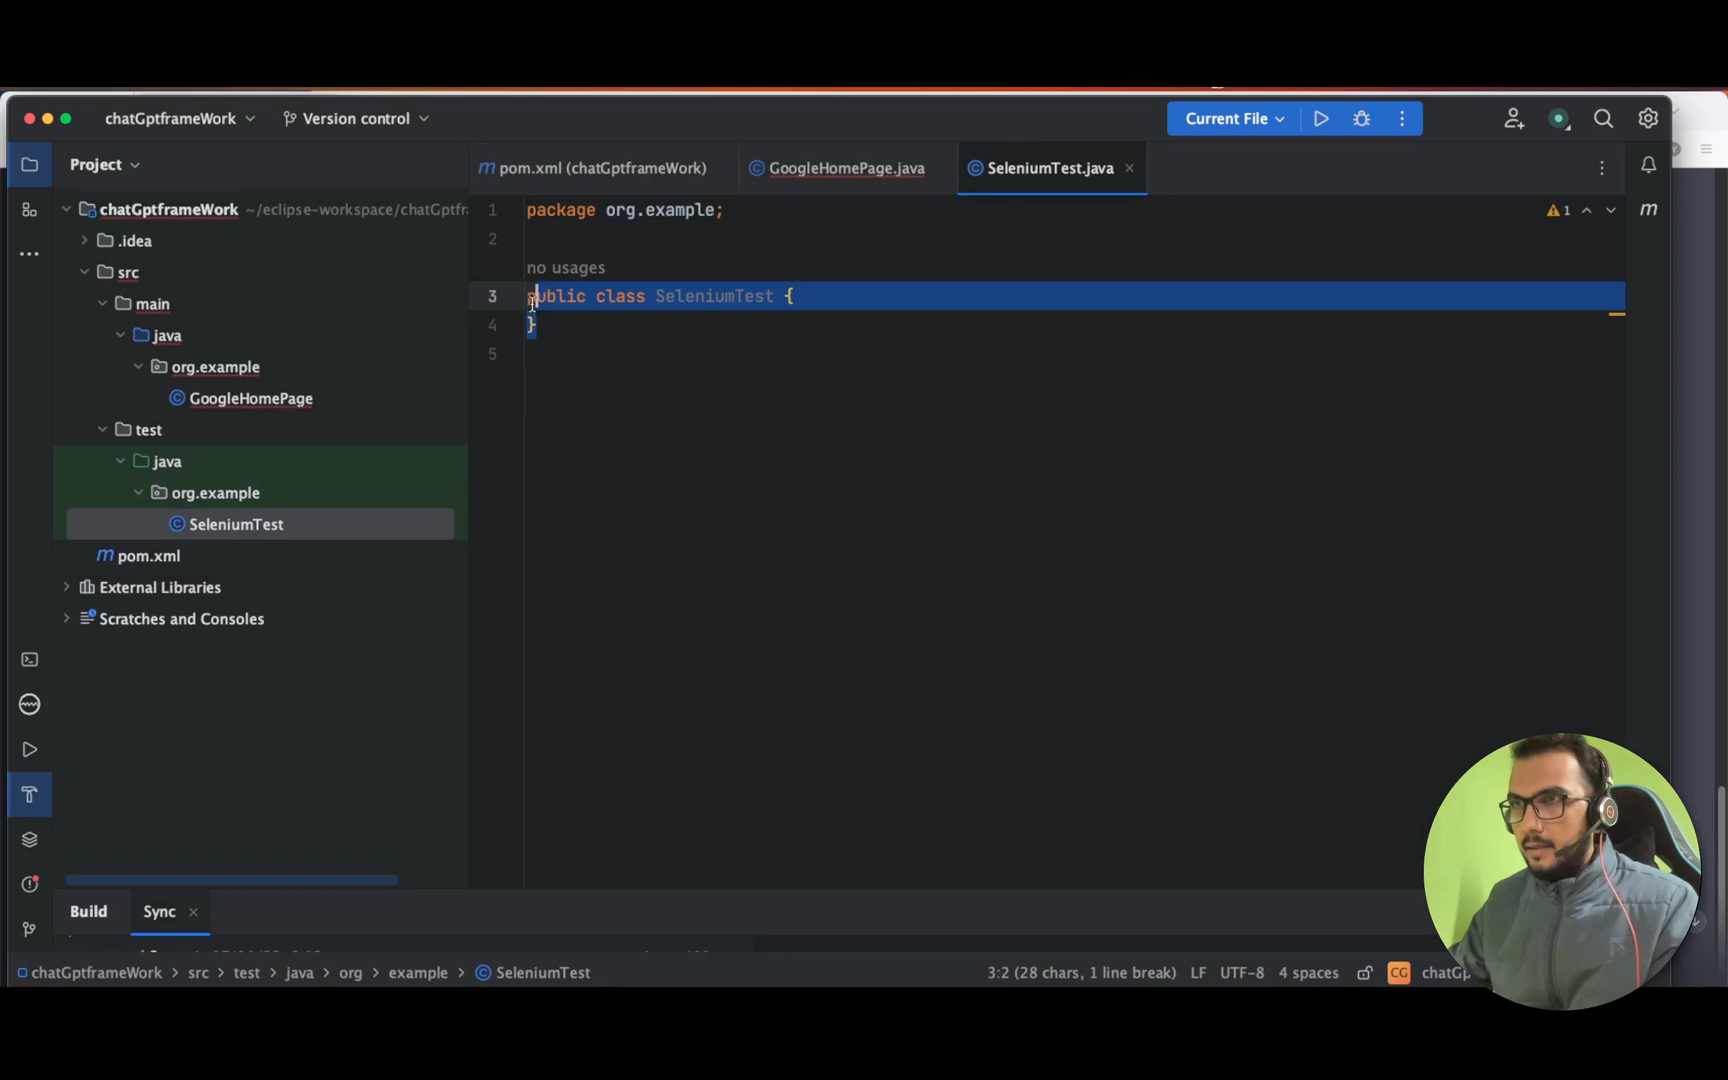 chatGptframeWork
Version control
Current File
Project
pom.xml (chatGptframeWork)
GoogleHomePage.java
SeleniumTest.java
chatGptframeWork ~/eclipse-workspace/chatGptfr
.idea
src
main
java
org.example
GoogleHomePage
test
java
org.example
SeleniumTest
pom.xml
External Libraries
Scratches and Consoles
1 package org.example;
2
no usages
3 public class SeleniumTest {
4 }
5
1
Build
Sync
chatGptframeWork > src > test > java > org > example > SeleniumTest
3:2 (28 chars, 1 line break) LF UTF-8 4 spaces CG chatGp